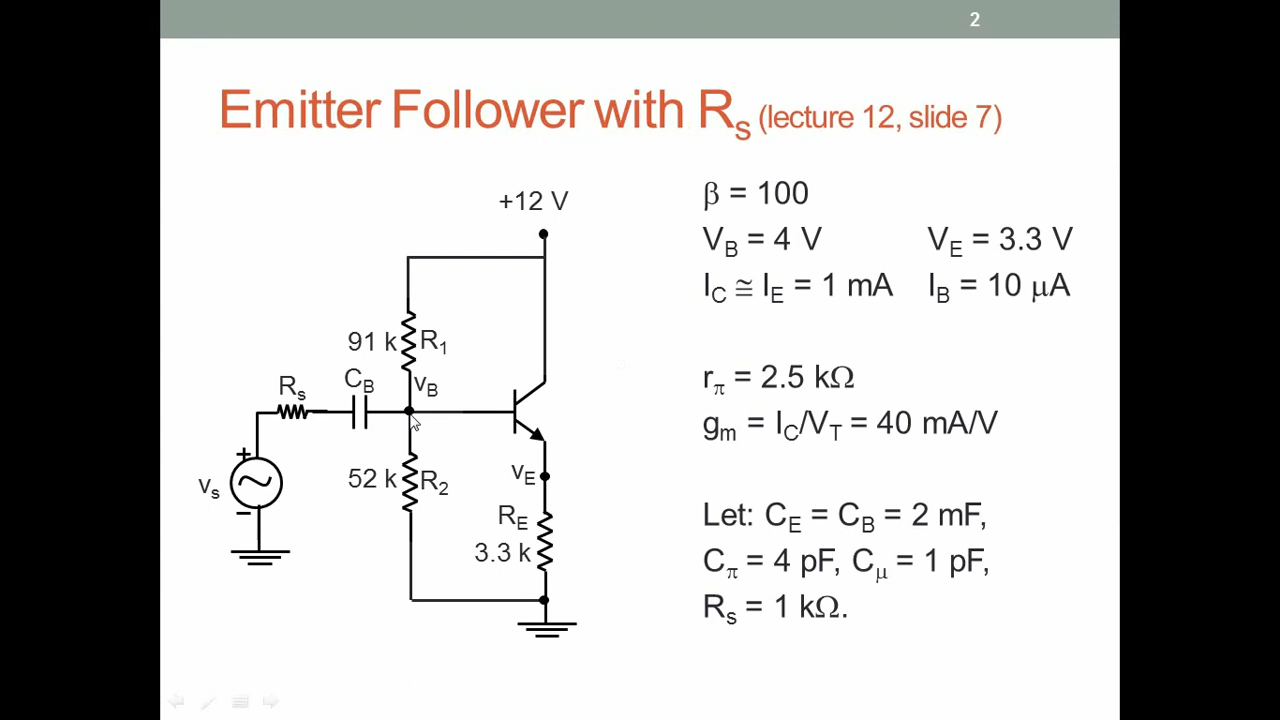 2
Emitter Follower with Rs (lecture 12, slide 7)
+12 V
91 k R1
Rs CB vB
vs + −
52 k R2
vE
RE
3.3 k
β = 100
VB = 4 V VE = 3.3 V
IC ≅ IE = 1 mA IB = 10 μA
rπ = 2.5 kΩ
gm = IC/VT = 40 mA/V
Let: CE = CB = 2 mF,
Cπ = 4 pF, Cμ = 1 pF,
Rs = 1 kΩ.